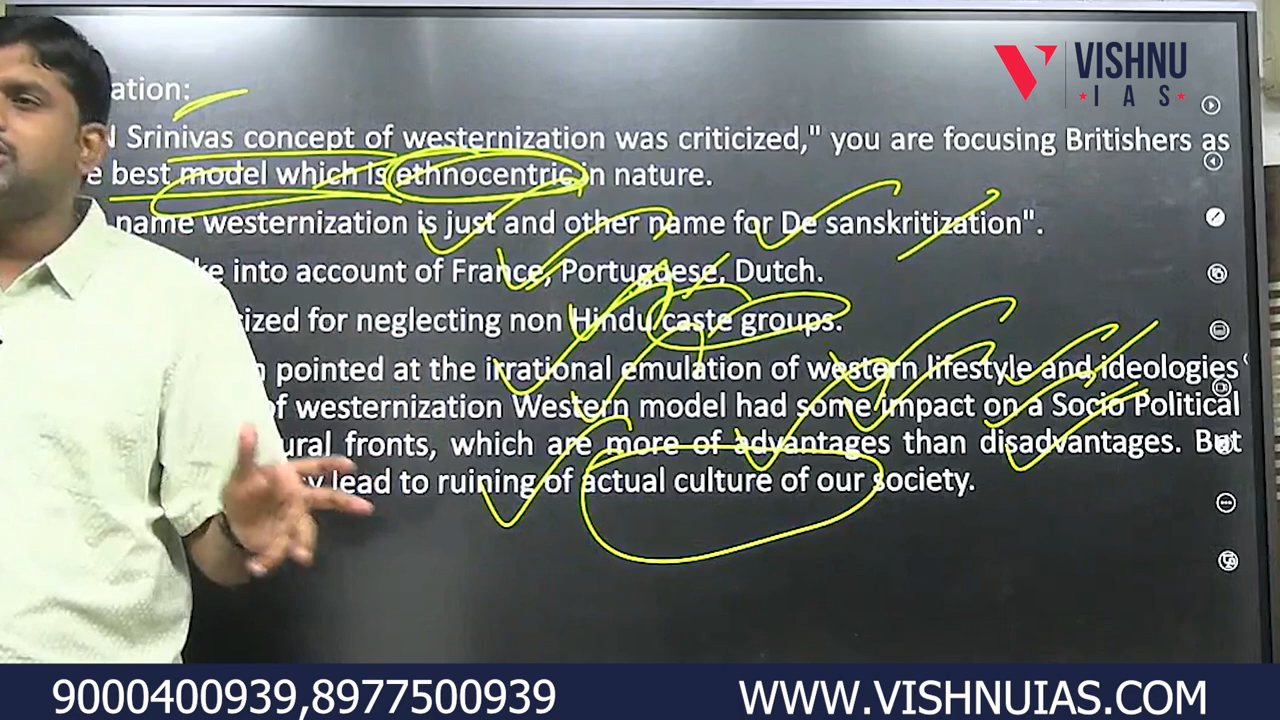 VISHNU
IAS
ation:
Srinivas concept of westernization was criticized," you are focusing Britishers as
e best model which is ethnocentric in nature.
name westernization is just and other name for De sanskritization".
ke into account of France, Portuguese, Dutch.
ized for neglecting non Hindu caste groups.
pointed at the irrational emulation of western lifestyle and ideologies
of westernization Western model had some impact on a Socio Political
ural fronts, which are more of advantages than disadvantages. But
lead to ruining of actual culture of our society.
9000400939,8977500939
WWW.VISHNUIAS.COM